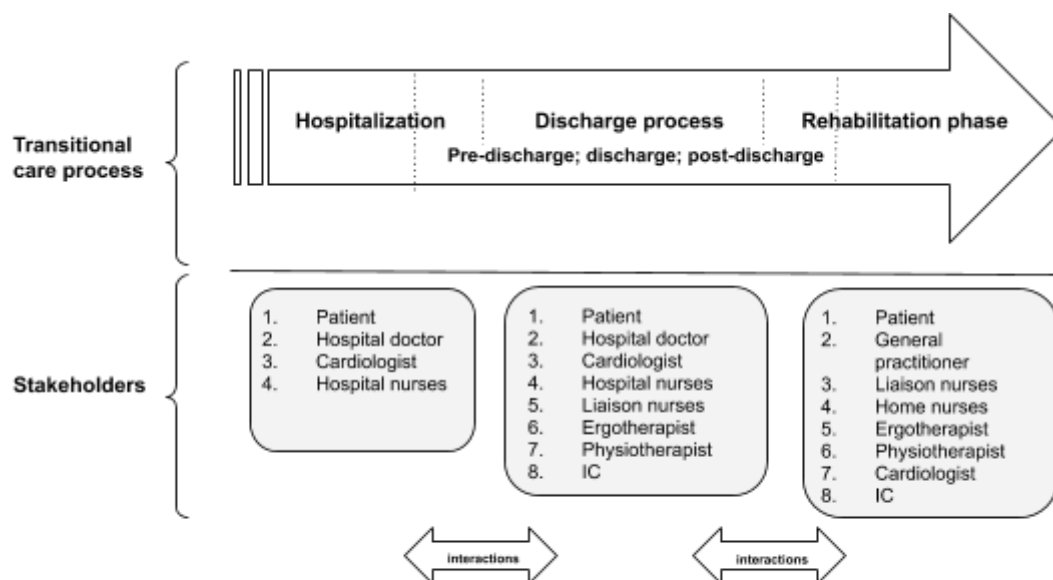 Transitional
care process
Hospitalization
Discharge process
Rehabilitation phase
Pre-discharge; discharge; post-discharge
Stakeholders
1. Patient
2. Hospital doctor
3. Cardiologist
4. Hospital nurses
1. Patient
2. Hospital doctor
3. Cardiologist
4. Hospital nurses
5. Liaison nurses
6. Ergotherapist
7. Physiotherapist
8. IC
1. Patient
2. General
practitioner
3. Liaison nurses
4. Home nurses
5. Ergotherapist
6. Physiotherapist
7. Cardiologist
8. IC
interactions
interactions